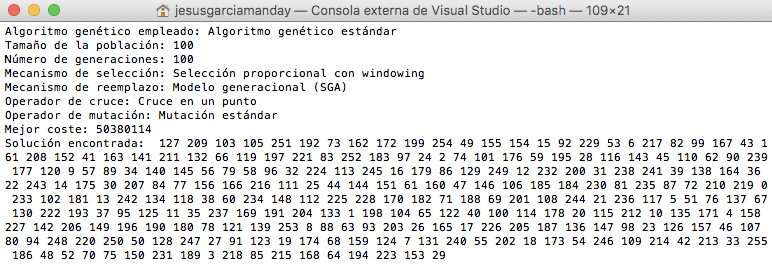 jesusgarciamanday — Consola externa de Visual Studio — -bash — 109×21
Algoritmo genético empleado: Algoritmo genético estándar
Tamaño de la población: 100
Número de generaciones: 100
Mecanismo de selección: Selección proporcional con windowing
Mecanismo de reemplazo: Modelo generacional (SGA)
Operador de cruce: Cruce en un punto
Operador de mutación: Mutación estándar
Mejor coste: 50380114
Solución encontrada:  127 209 103 105 251 192 73 162 172 199 254 49 155 154 15 92 229 53 6 217 82 99 167 43 1
61 208 152 41 163 141 211 132 66 119 197 221 83 252 183 97 24 2 74 101 176 59 195 28 116 143 45 110 62 90 239
 177 120 9 57 89 34 140 145 56 79 58 96 32 224 113 245 16 179 86 129 249 12 232 200 31 238 241 39 138 164 36
22 243 14 175 30 207 84 77 156 166 216 111 25 44 144 151 61 160 47 146 106 185 184 230 81 235 87 72 210 219 0
 233 102 181 13 242 134 118 38 60 234 148 112 225 228 170 182 71 188 69 201 108 244 21 236 117 5 51 76 137 67
 130 222 193 37 95 125 11 35 237 169 191 204 133 1 198 104 65 122 40 100 114 178 20 115 212 10 135 171 4 158
227 142 206 149 196 190 180 78 121 139 253 8 88 63 93 203 26 165 17 226 205 187 136 147 98 23 126 157 46 107
80 94 248 220 250 50 128 247 27 91 123 19 174 68 159 124 7 131 240 55 202 18 173 54 246 109 214 42 213 33 255
 186 48 52 70 75 150 231 189 3 218 85 215 168 64 194 223 153 29